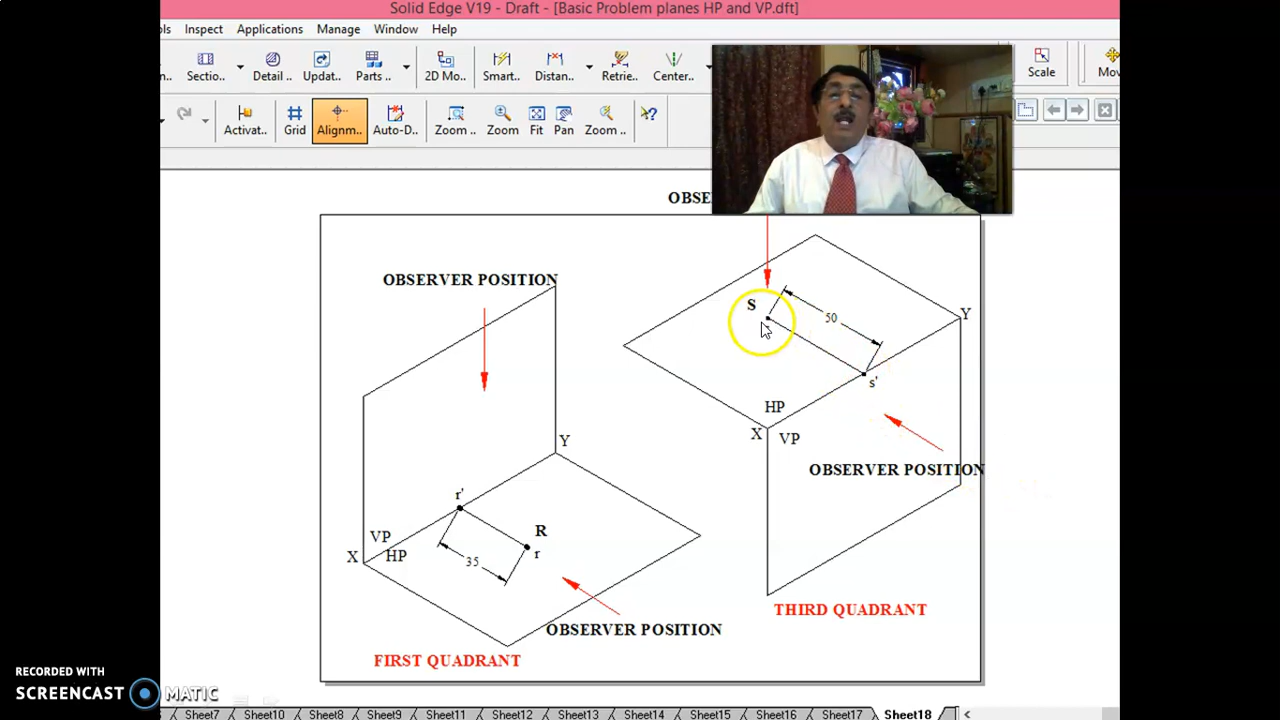 Solid Edge V19 - Draft - [Basic Problem planes HP and VP.dft]
ls Inspect Applications Manage Window Help
n.. Sectio.. Detail .. Updat.. Parts .. 2D Mo.. Smart.. Distan.. Retrie.. Center.. Scale Mov
Activat.. Grid Alignm.. Auto-D.. Zoom .. Zoom Fit Pan Zoom ..
OBSE
OBSERVER POSITION
S
50
Y
s'
HP
X VP
OBSERVER POSITION
Y
r'
R
r
VP
X HP
35
THIRD QUADRANT
OBSERVER POSITION
FIRST QUADRANT
RECORDED WITH
SCREENCAST MATIC
Sheet7 Sheet10 Sheet8 Sheet9 Sheet11 Sheet12 Sheet13 Sheet14 Sheet15 Sheet16 Sheet17 Sheet18